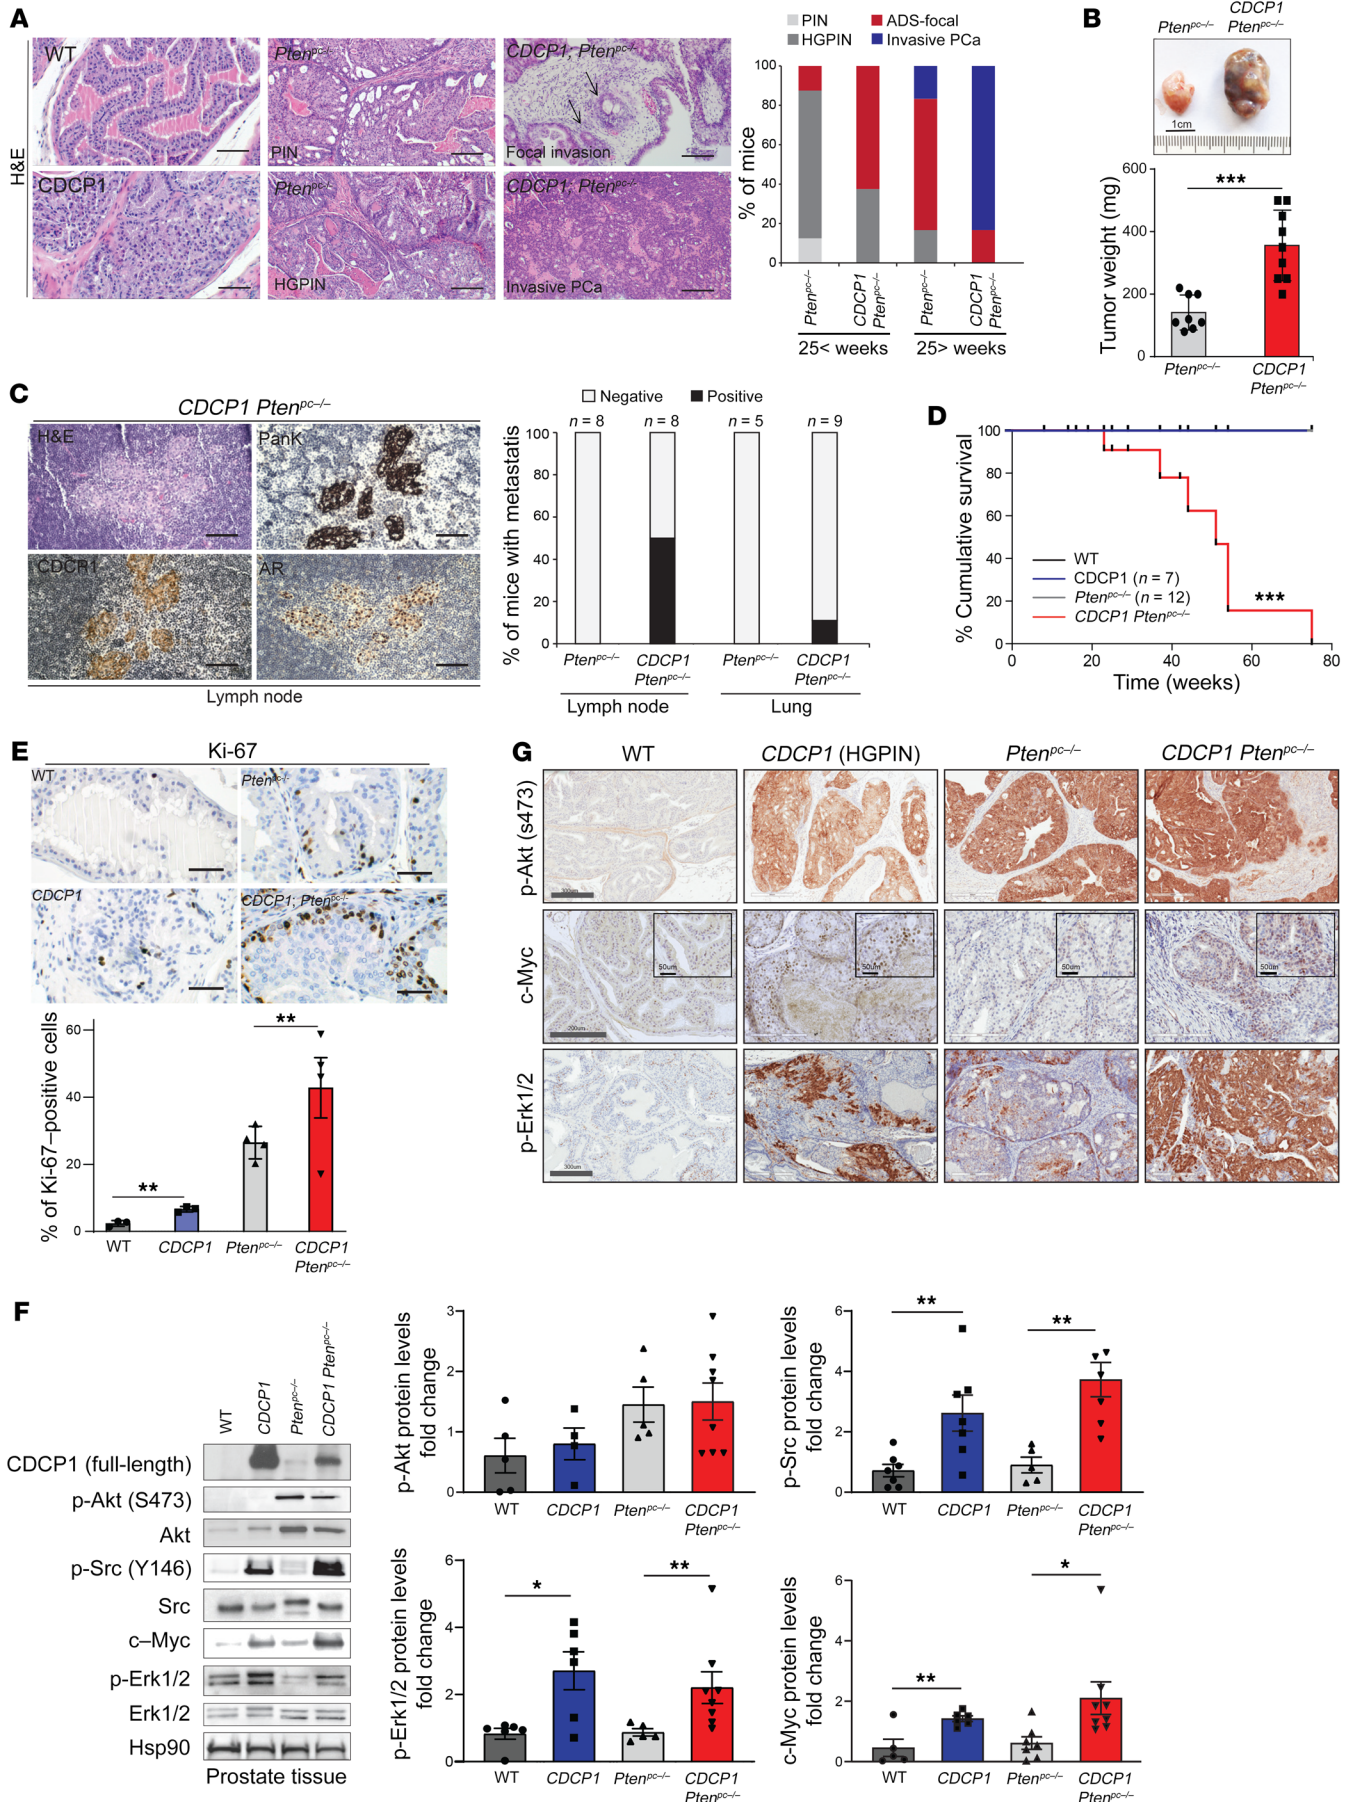 A
H&E
WT
Pten^pc-/-
PIN
CDCP1; Pten^pc-/-
Focal invasion
CDCP1
Pten^pc-/-
HGPIN
CDCP1; Pten^pc-/-
Invasive PCa
PIN
ADS-focal
HGPIN
Invasive PCa
% of mice
100
80
60
40
20
0
Pten^pc–/–
CDCP1
Pten^pc–/–
Pten^pc–/–
CDCP1
Pten^pc–/–
25< weeks
25> weeks
B
Pten^pc–/–
CDCP1
Pten^pc–/–
1cm
Tumor weight (mg)
600
400
200
0
***
Pten^pc–/–
CDCP1
Pten^pc–/–
C
CDCP1 Pten^pc–/–
H&E
PanK
CDCP1
AR
Lymph node
Negative
Positive
% of mice with metastatis
n = 8
n = 8
n = 5
n = 9
100
80
60
40
20
0
Pten^pc–/–
CDCP1
Pten^pc–/–
Pten^pc–/–
CDCP1
Pten^pc–/–
Lymph node
Lung
D
% Cumulative survival
100
80
60
40
20
0
WT
CDCP1 (n = 7)
Pten^pc–/– (n = 12)
CDCP1 Pten^pc–/–
***
0
20
40
60
80
Time (weeks)
E
Ki-67
WT
Pten^pc-/-
CDCP1
CDCP1; Pten^pc-/-
% of Ki-67–positive cells
60
40
20
0
**
**
WT
CDCP1
Pten^pc–/–
CDCP1
Pten^pc–/–
G
WT
CDCP1 (HGPIN)
Pten^pc–/–
CDCP1 Pten^pc–/–
p-Akt (s473)
300um
c-Myc
200um
50um
50um
50um
50um
p-Erk1/2
300um
F
WT
CDCP1
Pten^pc–/–
CDCP1 Pten^pc–/–
CDCP1 (full-length)
p-Akt (S473)
Akt
p-Src (Y146)
Src
c–Myc
p-Erk1/2
Erk1/2
Hsp90
Prostate tissue
p-Akt protein levels
fold change
3
2
1
0
WT
CDCP1
Pten^pc–/–
CDCP1
Pten^pc–/–
p-Src protein levels
fold change
6
4
2
0
**
**
WT
CDCP1
Pten^pc–/–
CDCP1
Pten^pc–/–
p-Erk1/2 protein levels
fold change
6
4
2
0
*
**
WT
CDCP1
Pten^pc–/–
CDCP1
Pten^pc–/–
c-Myc protein levels
fold change
6
4
2
0
**
*
WT
CDCP1
Pten^pc–/–
CDCP1
Pten^pc–/–